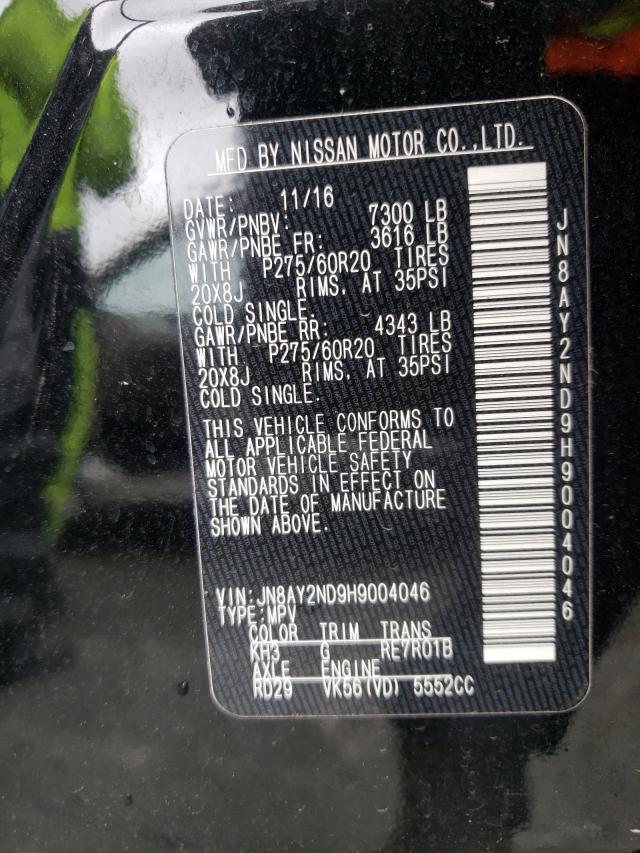 MFD BY NISSAN MOTOR CO.,LTD.
DATE: 11/16
GVWR/PNBV: 7300 LB
GAWR/PNBE FR: 3616 LB
WITH P275/60R20 TIRES
20X8J RIMS, AT 35PSI
COLD SINGLE.
GAWR/PNBE RR: 4343 LB
WITH P275/60R20 TIRES
20X8J RIMS, AT 35PSI
COLD SINGLE.
THIS VEHICLE CONFORMS TO
ALL APPLICABLE FEDERAL
MOTOR VEHICLE SAFETY
STANDARDS IN EFFECT ON
THE DATE OF MANUFACTURE
SHOWN ABOVE.
VIN:JN8AY2ND9H9004046
TYPE:MPV
COLOR TRIM TRANS
KH3 G RE7R01B
AXLE ENGINE
RD29 VK56(VD) 5552CC
JN8AY2ND9H9004046